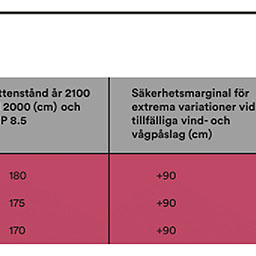 ttenstånd år 2100
2000 (cm) och
P 8.5
Säkerhetsmarginal för
extrema variationer vid
tillfälliga vind- och
vågpåslag (cm)
180 +90
175 +90
170 +90